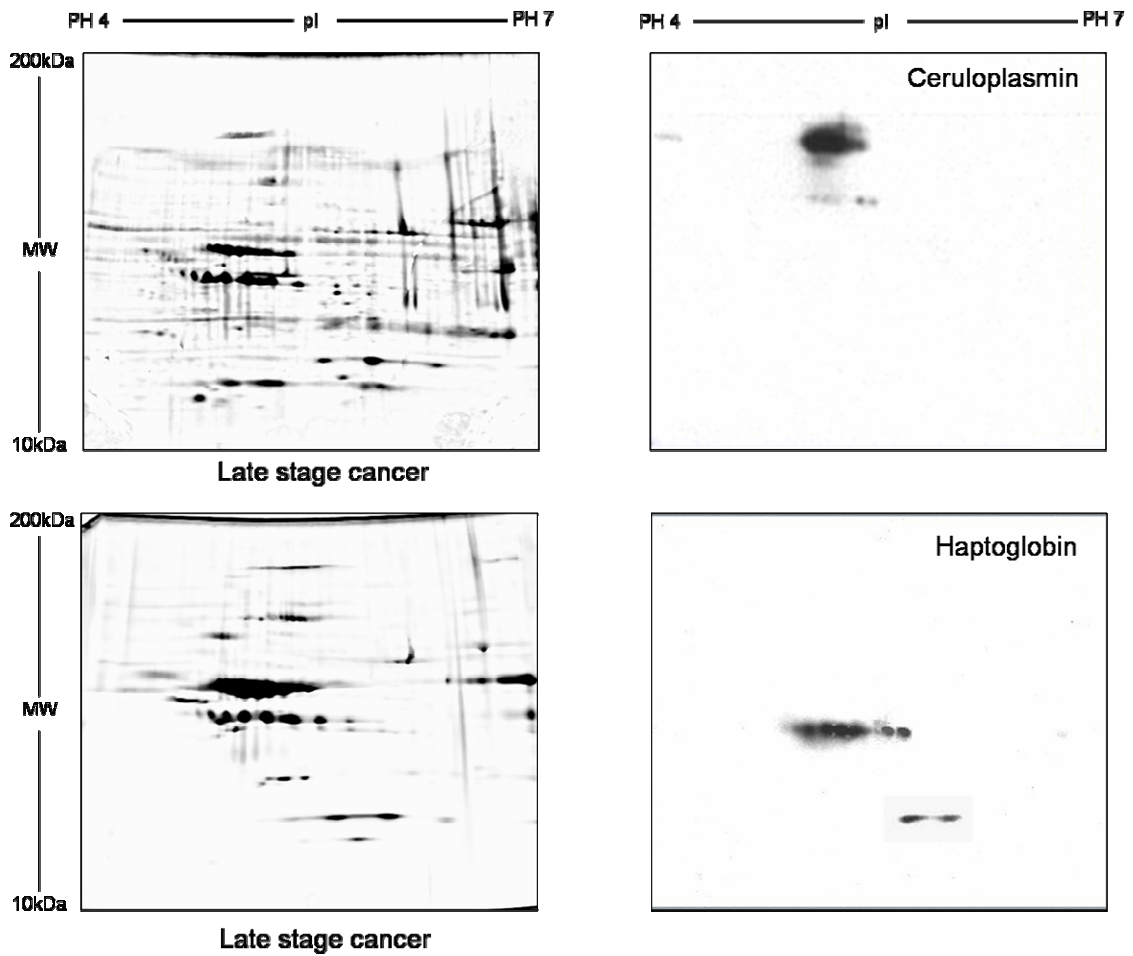 PH 4 pI PH 7
PH 4 pI PH 7
200kDa
Ceruloplasmin
MW
10kDa
Late stage cancer
200kDa
Haptoglobin
MW
10kDa
Late stage cancer